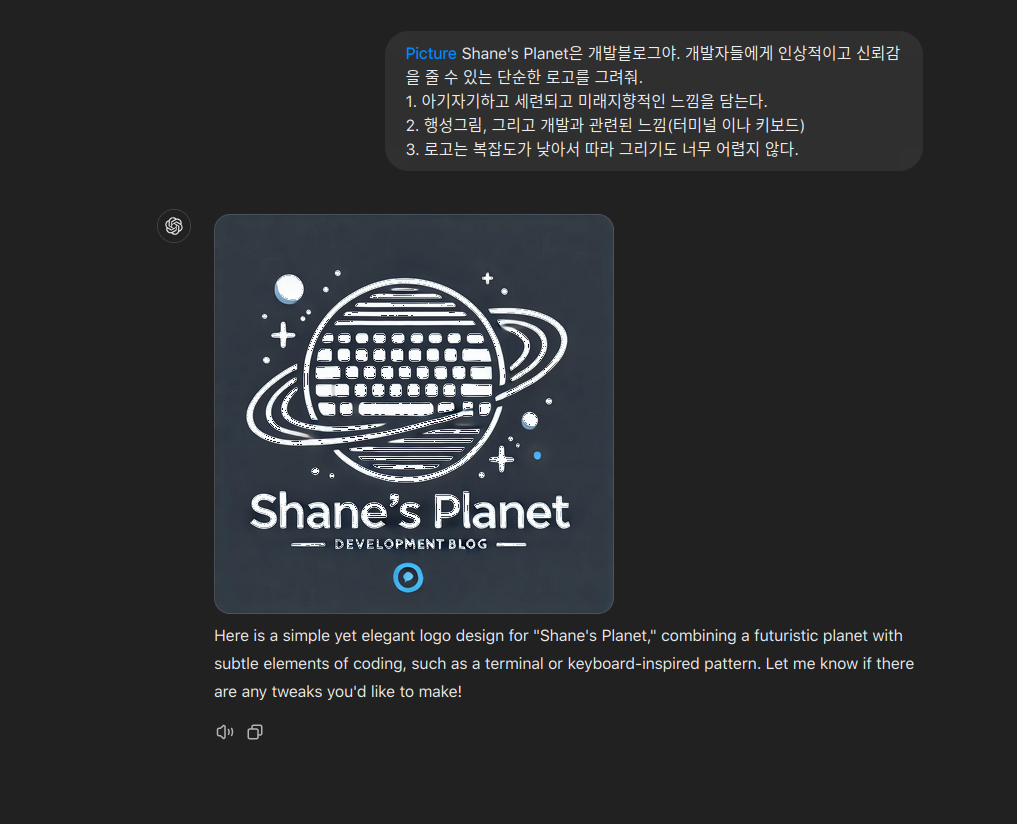 Picture Shane's Planet은 개발블로그야. 개발자들에게 인상적이고 신뢰감
을 줄 수 있는 단순한 로고를 그려줘.
1. 아기자기하고 세련되고 미래지향적인 느낌을 담는다.
2. 행성그림, 그리고 개발과 관련된 느낌(터미널 이나 키보드)
3. 로고는 복잡도가 낮아서 따라 그리기도 너무 어렵지 않다.
Shane's Planet
DEVELOPMENT BLOG
Here is a simple yet elegant logo design for "Shane's Planet," combining a futuristic planet with
subtle elements of coding, such as a terminal or keyboard-inspired pattern. Let me know if there
are any tweaks you'd like to make!